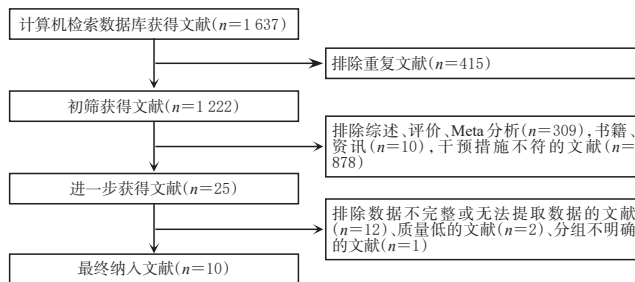 计算机检索数据库获得文献(n=1 637)
排除重复文献(n=415)
初筛获得文献(n=1 222)
排除综述、评价、Meta分析(n=309),书籍、
资讯(n=10),干预措施不符的文献(n=
878)
进一步获得文献(n=25)
排除数据不完整或无法提取数据的文献
(n=12)、质量低的文献(n=2)、分组不明确
的文献(n=1)
最终纳入文献(n=10)